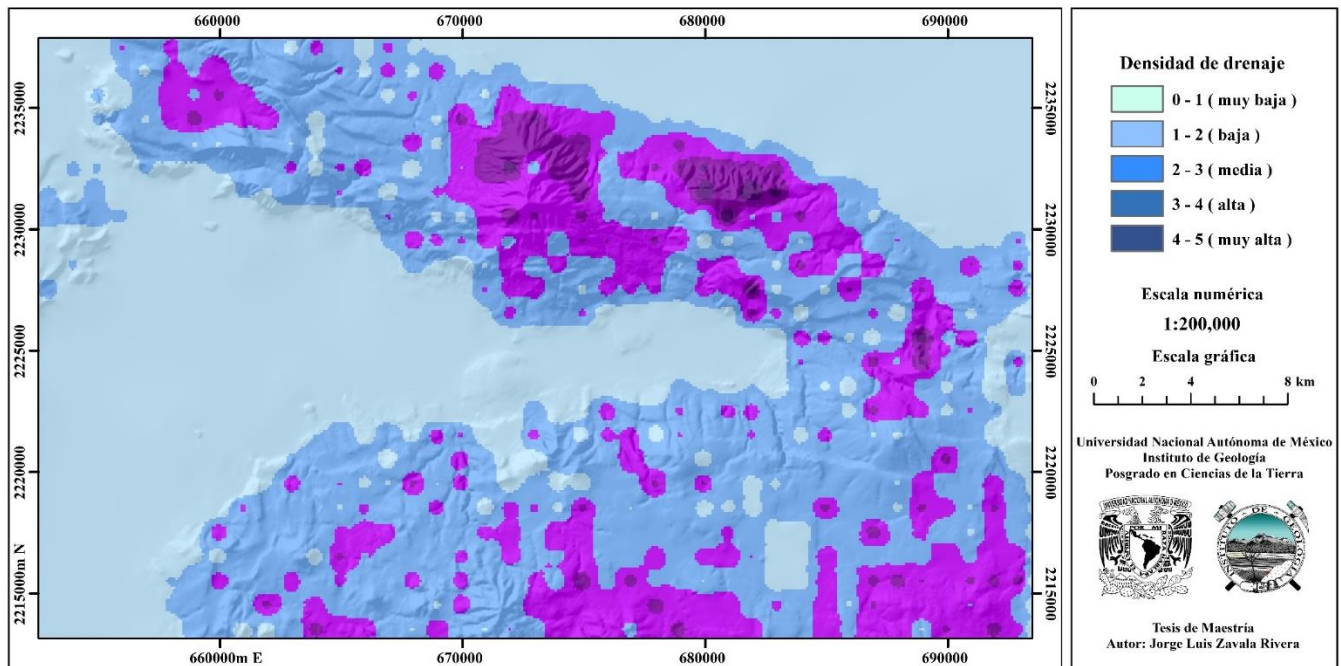 660000
670000
680000
690000
2235000
2230000
2225000
2220000
2215000m N
2235000
2230000
2225000
2220000
2215000
660000m E
670000
680000
690000
Densidad de drenaje
0 - 1 ( muy baja )
1 - 2 ( baja )
2 - 3 ( media )
3 - 4 ( alta )
4 - 5 ( muy alta )
Escala numérica
1:200,000
Escala gráfica
0 2 4 8 km
Universidad Nacional Autónoma de México
Instituto de Geología
Posgrado en Ciencias de la Tierra
INSTITUTO DE GEOLOGIA
Tesis de Maestría
Autor: Jorge Luis Zavala Rivera